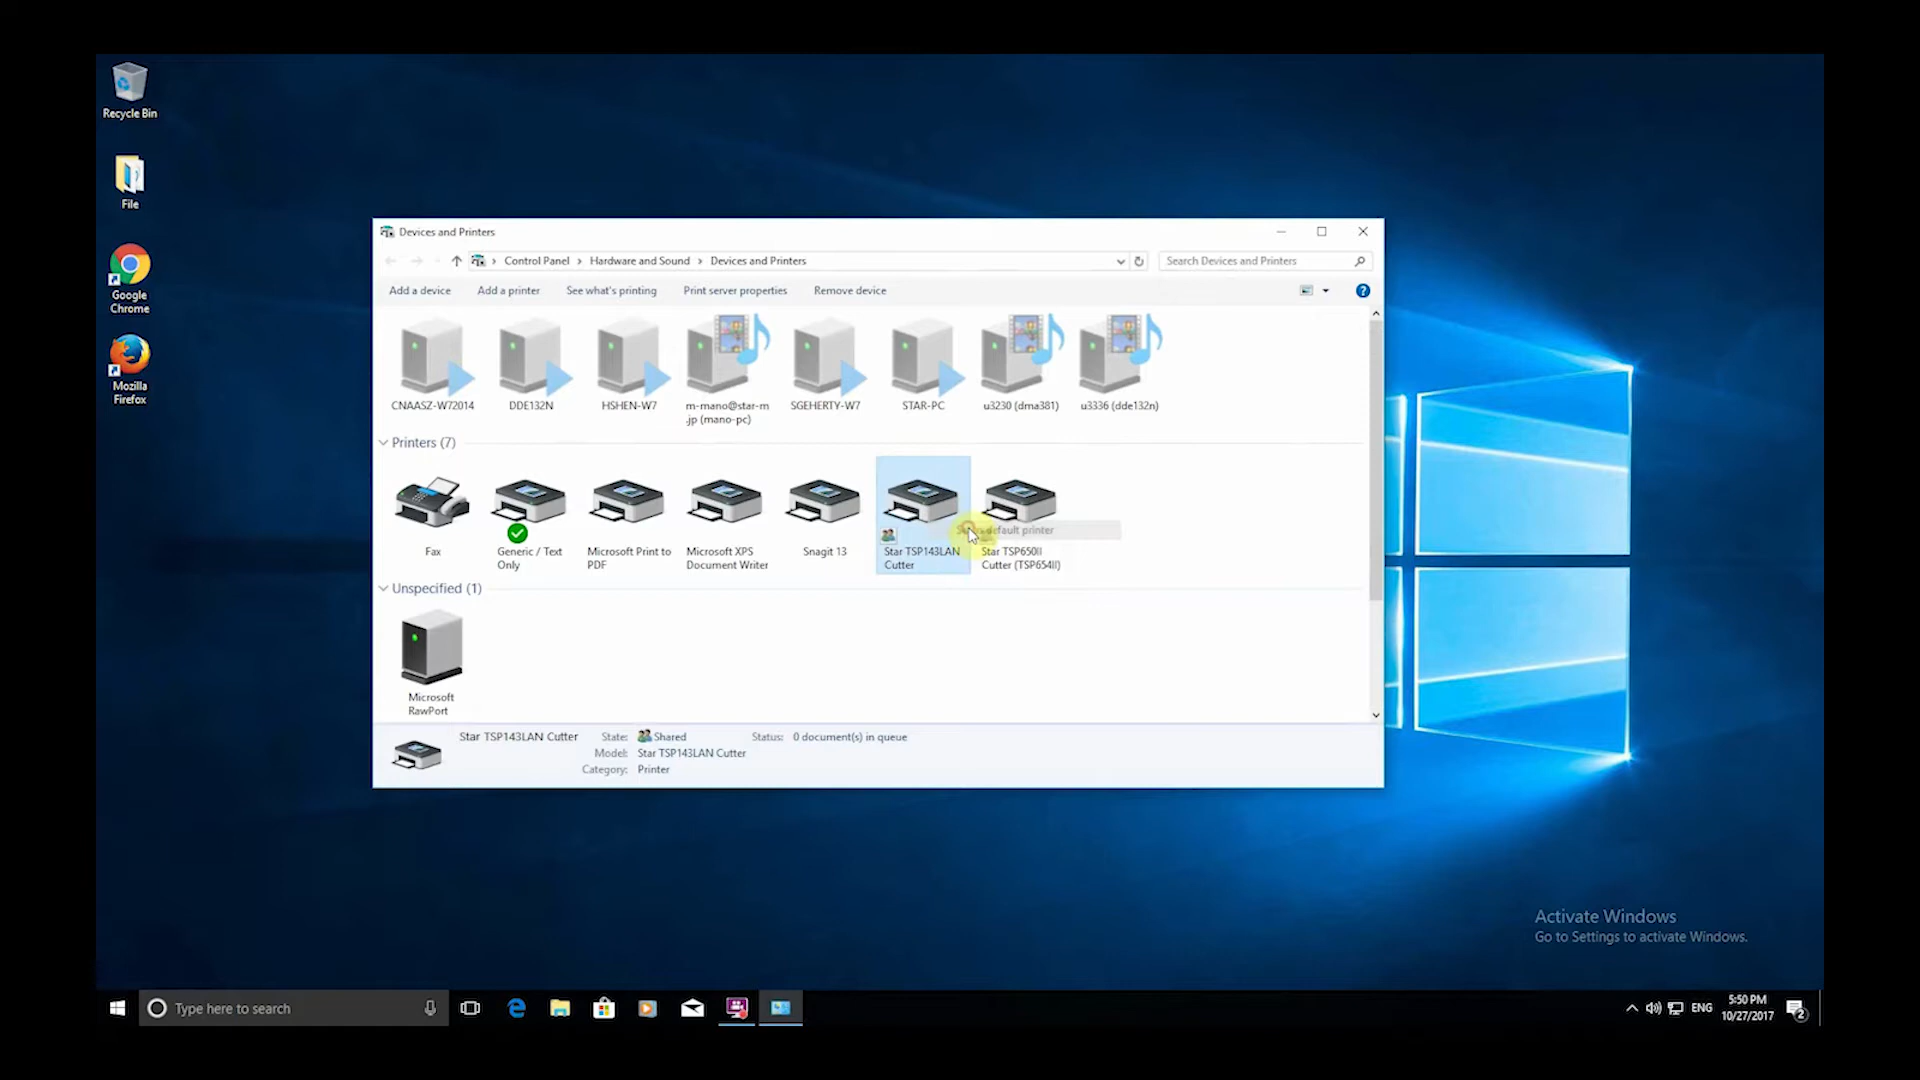 Recycle Bin
File
Google
Chrome
Mozilla
Firefox
Devices and Printers
Control Panel
Hardware and Sound
Devices and Printers
Search Devices and Printers
Add a device
Add a printer
See what's printing
Print server properties
Remove device
CNAASZ-W72014
DDE132N
HSHEN-W7
m-mano@star-m
.jp (mano-pc)
SGEHERTY-W7
STAR-PC
u3230 (dma381)
u3336 (dde132n)
Printers (7)
default printer
Fax
Generic / Text
Only
Microsoft Print to
PDF
Microsoft XPS
Document Writer
Snagit 13
Star TSP143LAN
Cutter
Star TSP650II
Cutter (TSP654II)
Unspecified (1)
Microsoft
RawPort
Star TSP143LAN Cutter
State: Shared
Status: 0 document(s) in queue
Model: Star TSP143LAN Cutter
Category: Printer
Activate Windows
Go to Settings to activate Windows.
Type here to search
ENG
5:50 PM
10/27/2017
2